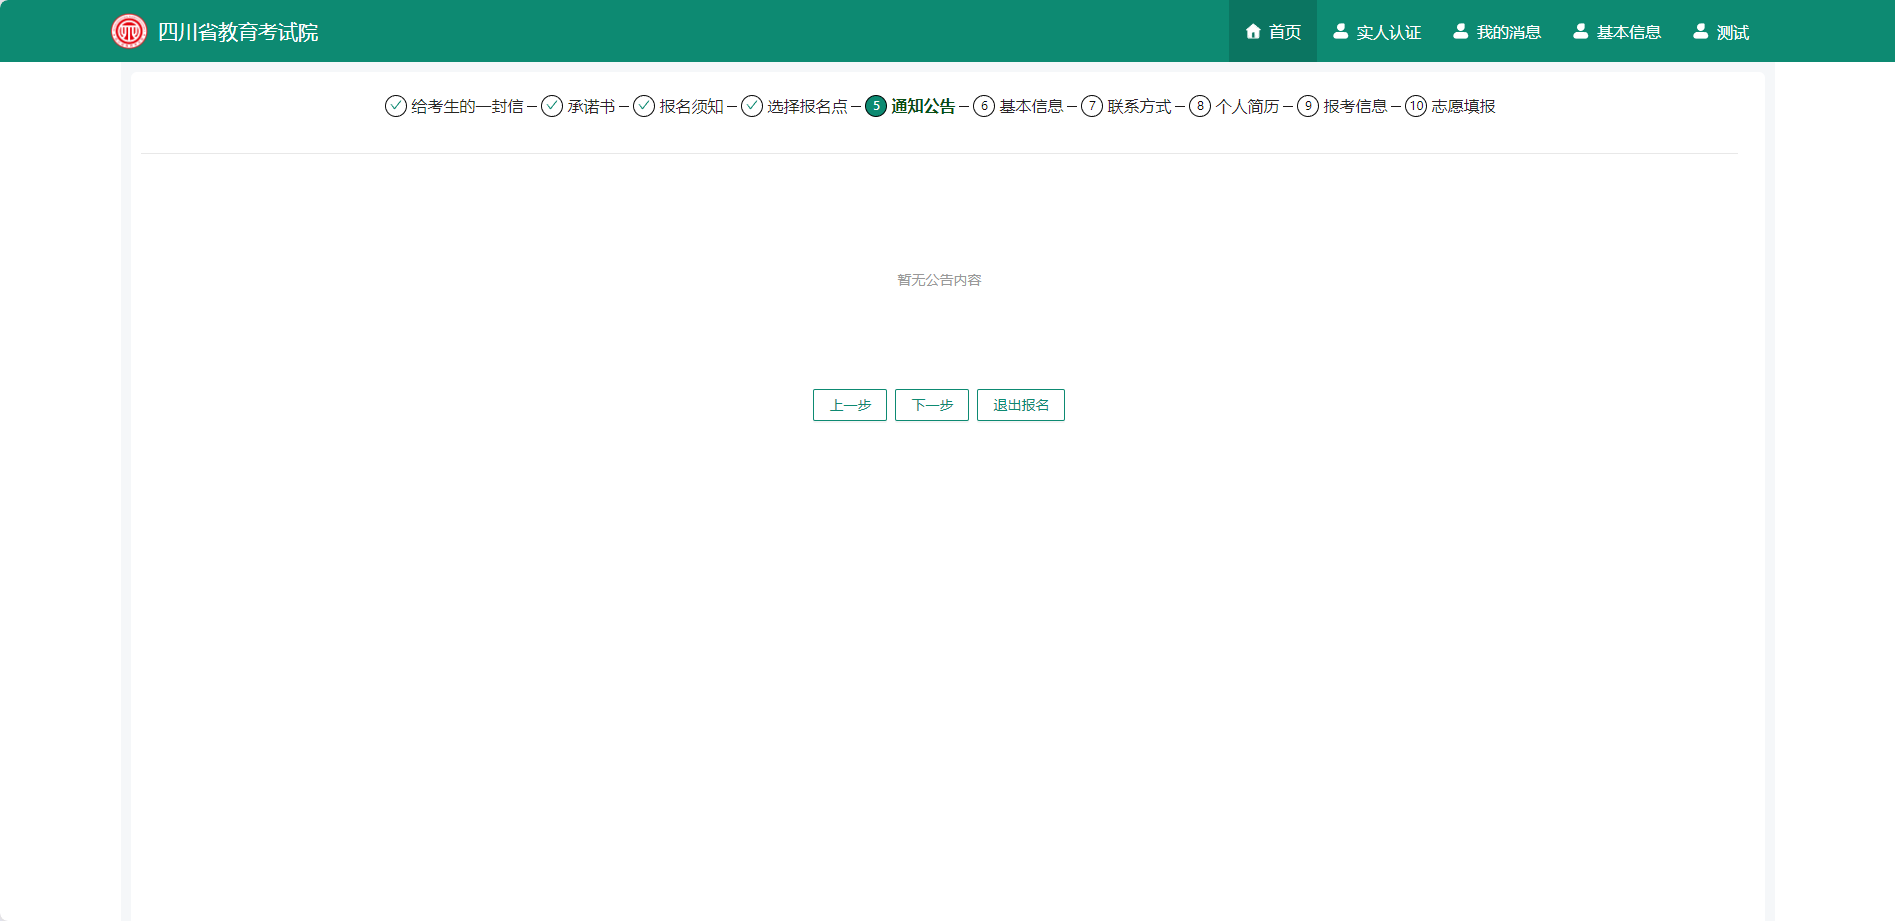 四川省教育考试院 首页 实人认证 我的消息 基本信息 测试
给考生的一封信 承诺书 报名须知 选择报名点 5 通知公告 6 基本信息 7 联系方式 8 个人简历 9 报考信息 10 志愿填报
暂无公告内容
上一步 下一步 退出报名